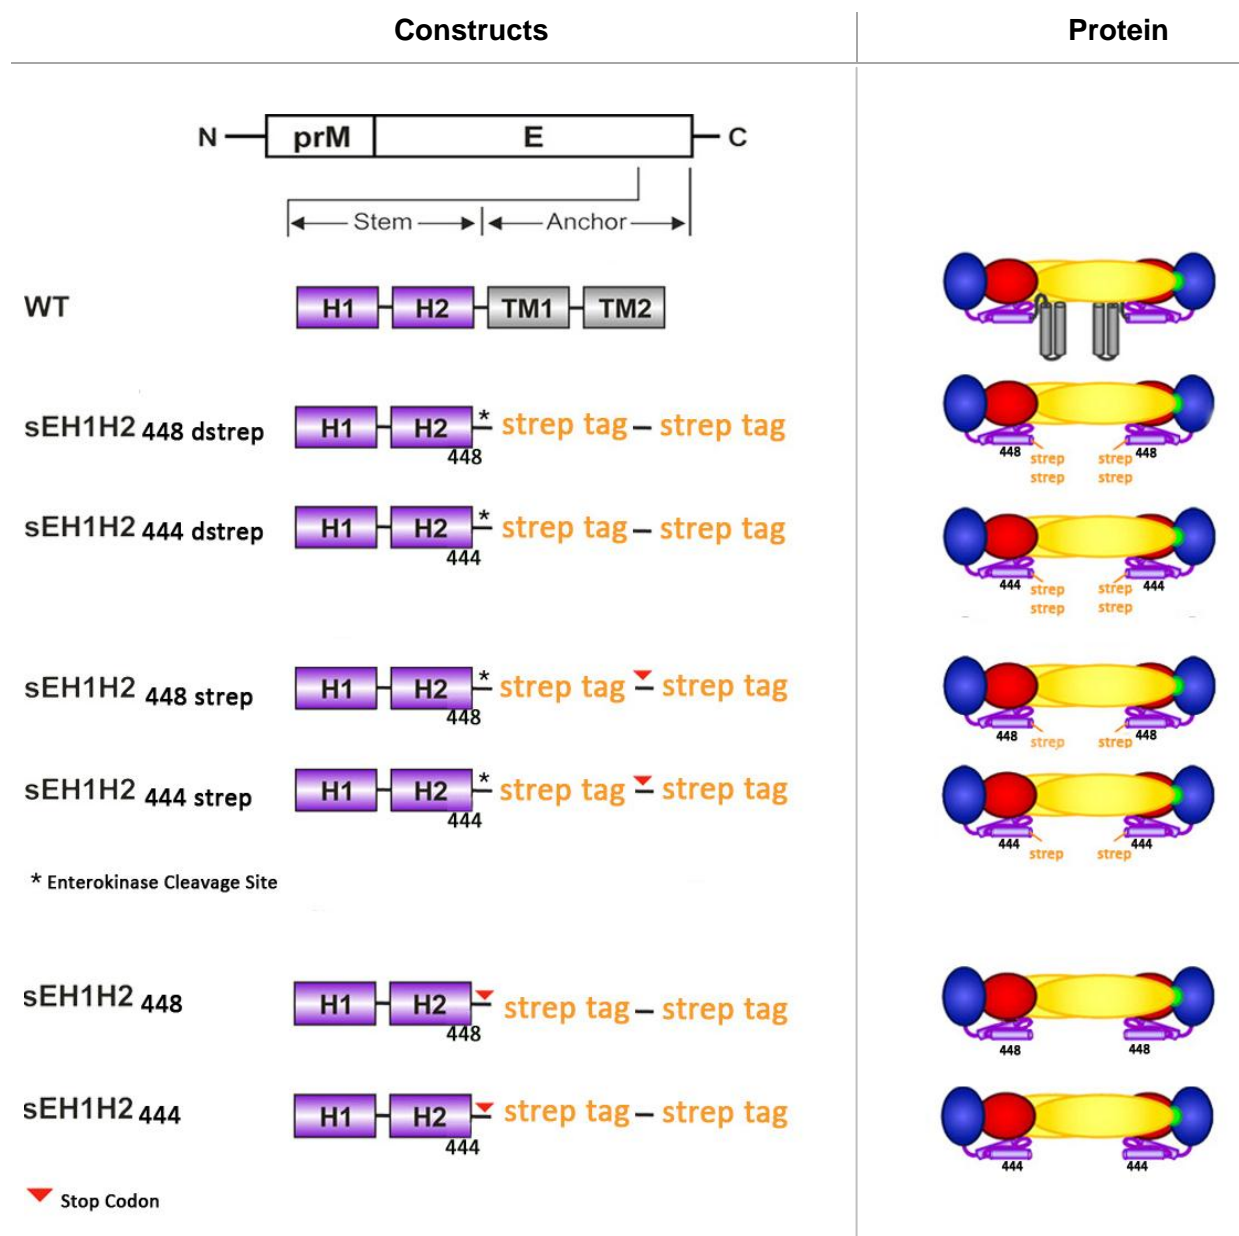 Constructs
Protein
N
prM
E
C
Stem
Anchor
WT
H1
H2
TM1
TM2
sEH1H2 448 dstrep
H1
H2
*
strep tag – strep tag
448
448
448
strep
strep
strep
strep
sEH1H2 444 dstrep
H1
H2
*
strep tag – strep tag
444
444
444
strep
strep
strep
strep
sEH1H2 448 strep
H1
H2
*
strep tag – strep tag
448
448
448
strep
strep
sEH1H2 444 strep
H1
H2
*
strep tag – strep tag
444
444
444
strep
strep
* Enterokinase Cleavage Site
sEH1H2 448
H1
H2
strep tag – strep tag
448
448
448
sEH1H2 444
H1
H2
strep tag – strep tag
444
444
444
Stop Codon